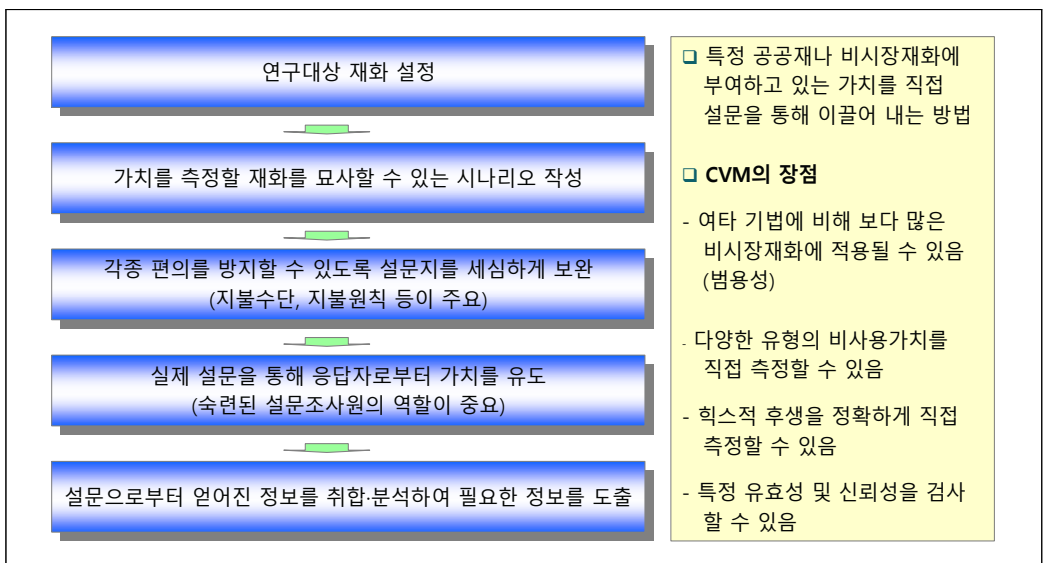 연구대상 재화 설정
가치를 측정할 재화를 묘사할 수 있는 시나리오 작성
각종 편의를 방지할 수 있도록 설문지를 세심하게 보완
(지불수단, 지불원칙 등이 주요)
실제 설문을 통해 응답자로부터 가치를 유도
(숙련된 설문조사원의 역할이 중요)
설문으로부터 얻어진 정보를 취합·분석하여 필요한 정보를 도출
❑ 특정 공공재나 비시장재화에
부여하고 있는 가치를 직접
설문을 통해 이끌어 내는 방법
❑ CVM의 장점
- 여타 기법에 비해 보다 많은
비시장재화에 적용될 수 있음
(범용성)
- 다양한 유형의 비사용가치를
직접 측정할 수 있음
- 힉스적 후생을 정확하게 직접
측정할 수 있음
- 특정 유효성 및 신뢰성을 검사
할 수 있음